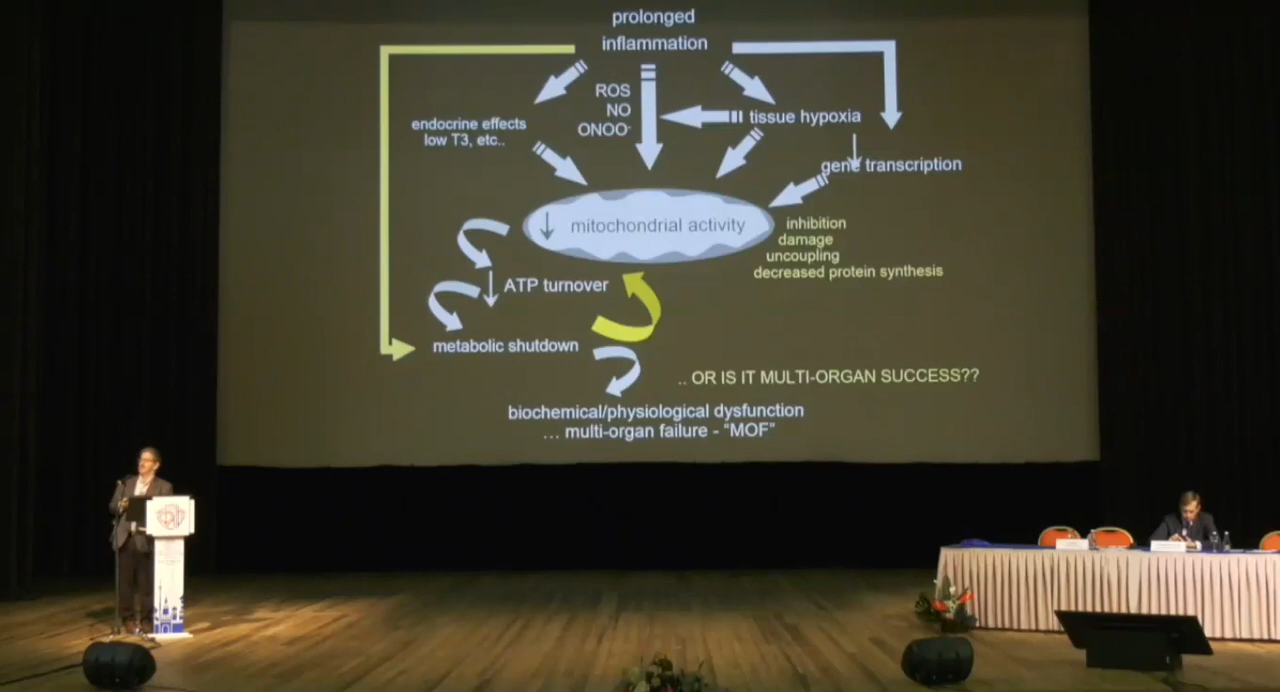 prolonged
inflammation
ROS
NO
ONOO-
endocrine effects
low T3, etc..
tissue hypoxia
gene transcription
mitochondrial activity
inhibition
damage
uncoupling
decreased protein synthesis
ATP turnover
metabolic shutdown
.. OR IS IT MULTI-ORGAN SUCCESS??
biochemical/physiological dysfunction
... multi-organ failure - "MOF"